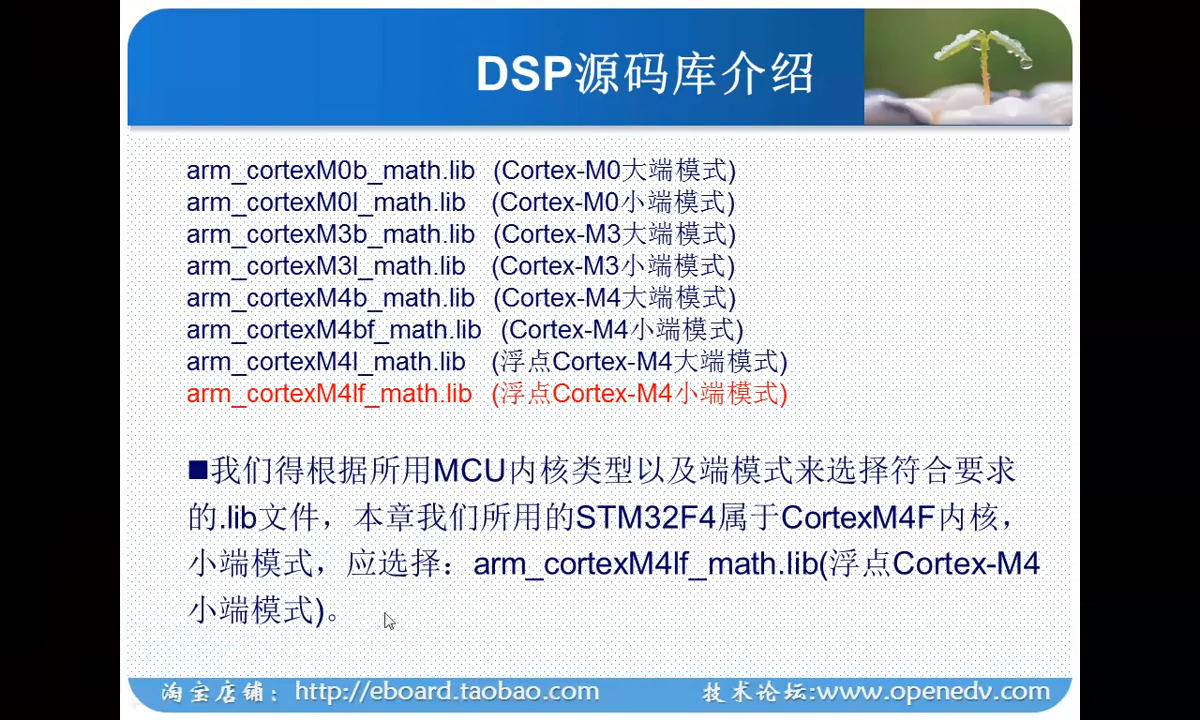 DSP源码库介绍
arm_cortexM0b_math.lib (Cortex-M0大端模式)
arm_cortexM0l_math.lib (Cortex-M0小端模式)
arm_cortexM3b_math.lib (Cortex-M3大端模式)
arm_cortexM3l_math.lib (Cortex-M3小端模式)
arm_cortexM4b_math.lib (Cortex-M4大端模式)
arm_cortexM4bf_math.lib (Cortex-M4小端模式)
arm_cortexM4l_math.lib (浮点Cortex-M4大端模式)
arm_cortexM4lf_math.lib (浮点Cortex-M4小端模式)
■我们得根据所用MCU内核类型以及端模式来选择符合要求
的.lib文件，本章我们所用的STM32F4属于CortexM4F内核，
小端模式，应选择：arm_cortexM4lf_math.lib(浮点Cortex-M4
小端模式)。
淘宝店铺：http://eboard.taobao.com 技术论坛:www.openedv.com